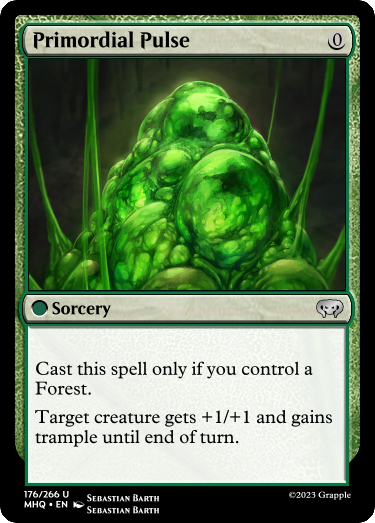 Primordial Pulse 0
Sorcery
Cast this spell only if you control a
Forest.
Target creature gets +1/+1 and gains
trample until end of turn.
176/266 U
MHQ • EN Sebastian Barth
Sebastian Barth
©2023 Grapple